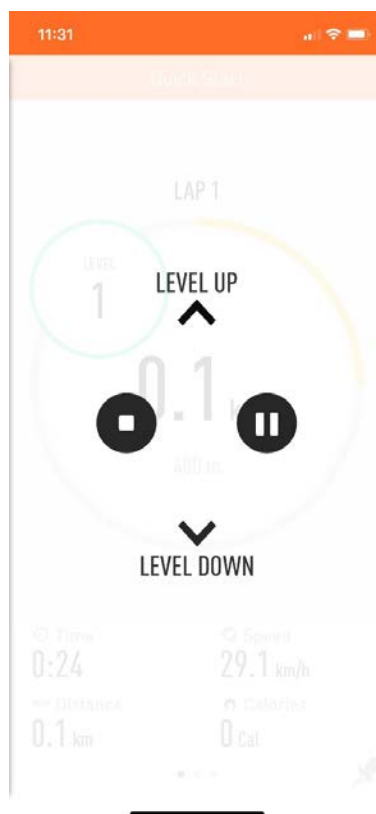 11:31
Quick Start
LAP 1
LEVEL
1
LEVEL UP
0.1
400 m
LEVEL DOWN
Time
0:24
Speed
29.1 km/h
Distance
0.1 km
Calories
0 Cal